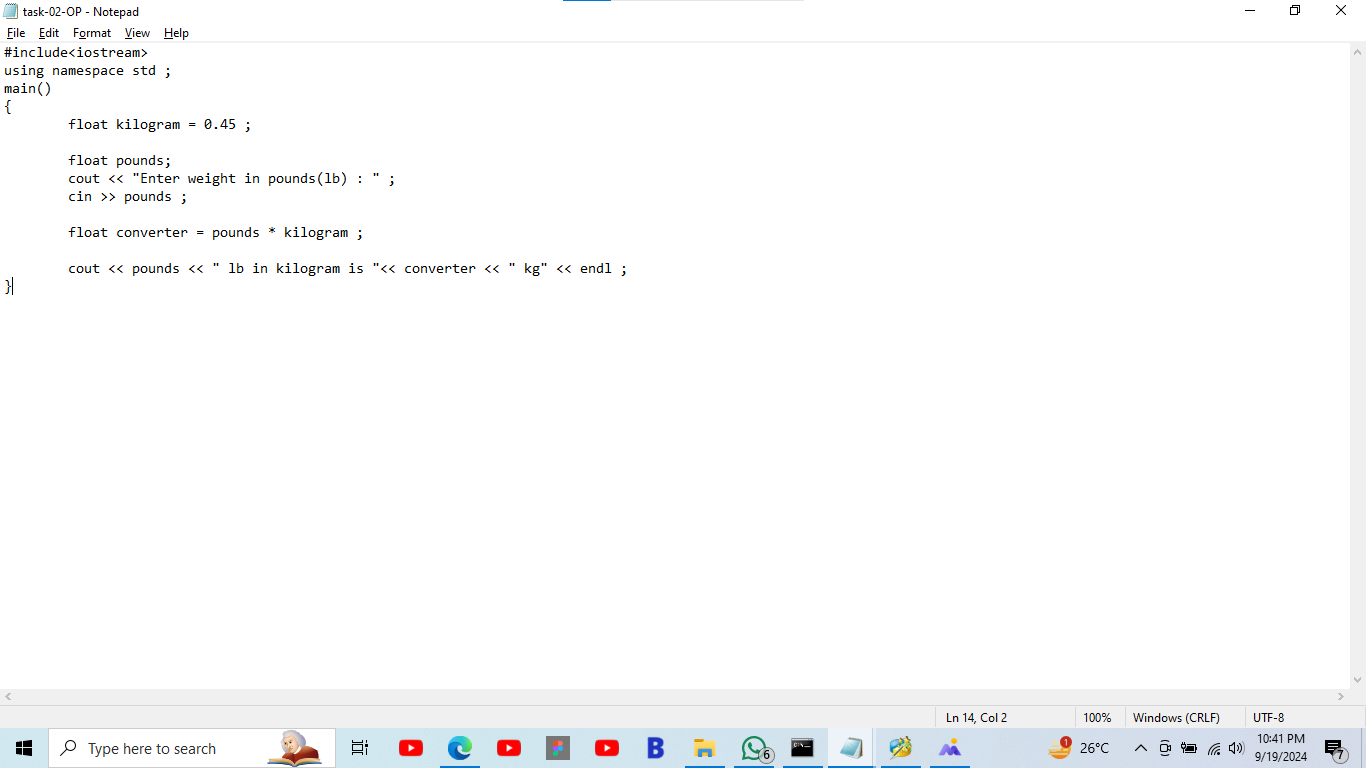 task-02-OP - Notepad
File Edit Format View Help
#include<iostream>
using namespace std ;
main()
{
        float kilogram = 0.45 ;
        float pounds;
        cout << "Enter weight in pounds(lb) : " ;
        cin >> pounds ;
        float converter = pounds * kilogram ;
        cout << pounds << " lb in kilogram is "<< converter << " kg" << endl ;
}
Ln 14, Col 2 100% Windows (CRLF) UTF-8
Type here to search B 6 C:\ 1 26°C 10:41 PM 7
9/19/2024